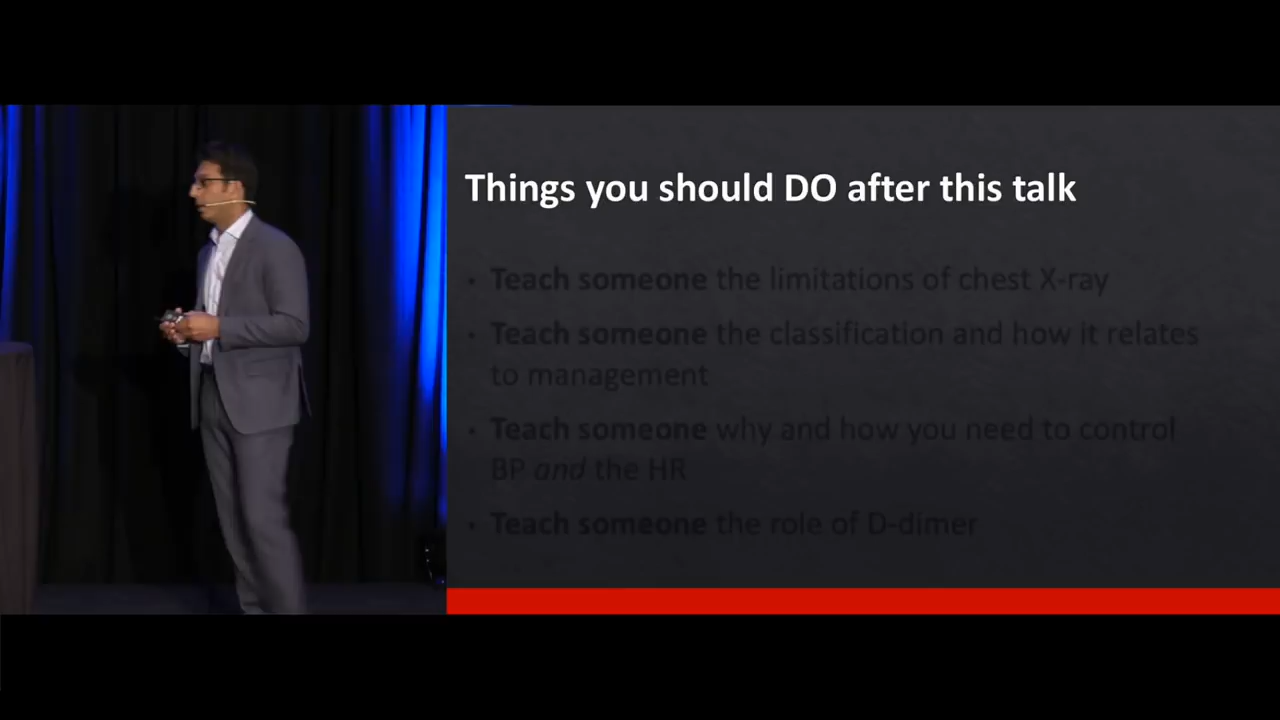 Things you should DO after this talk
• Teach someone the limitations of chest X-ray
• Teach someone the classification and how it relates
to management
• Teach someone why and how you need to control
BP and the HR
• Teach someone the role of D-dimer